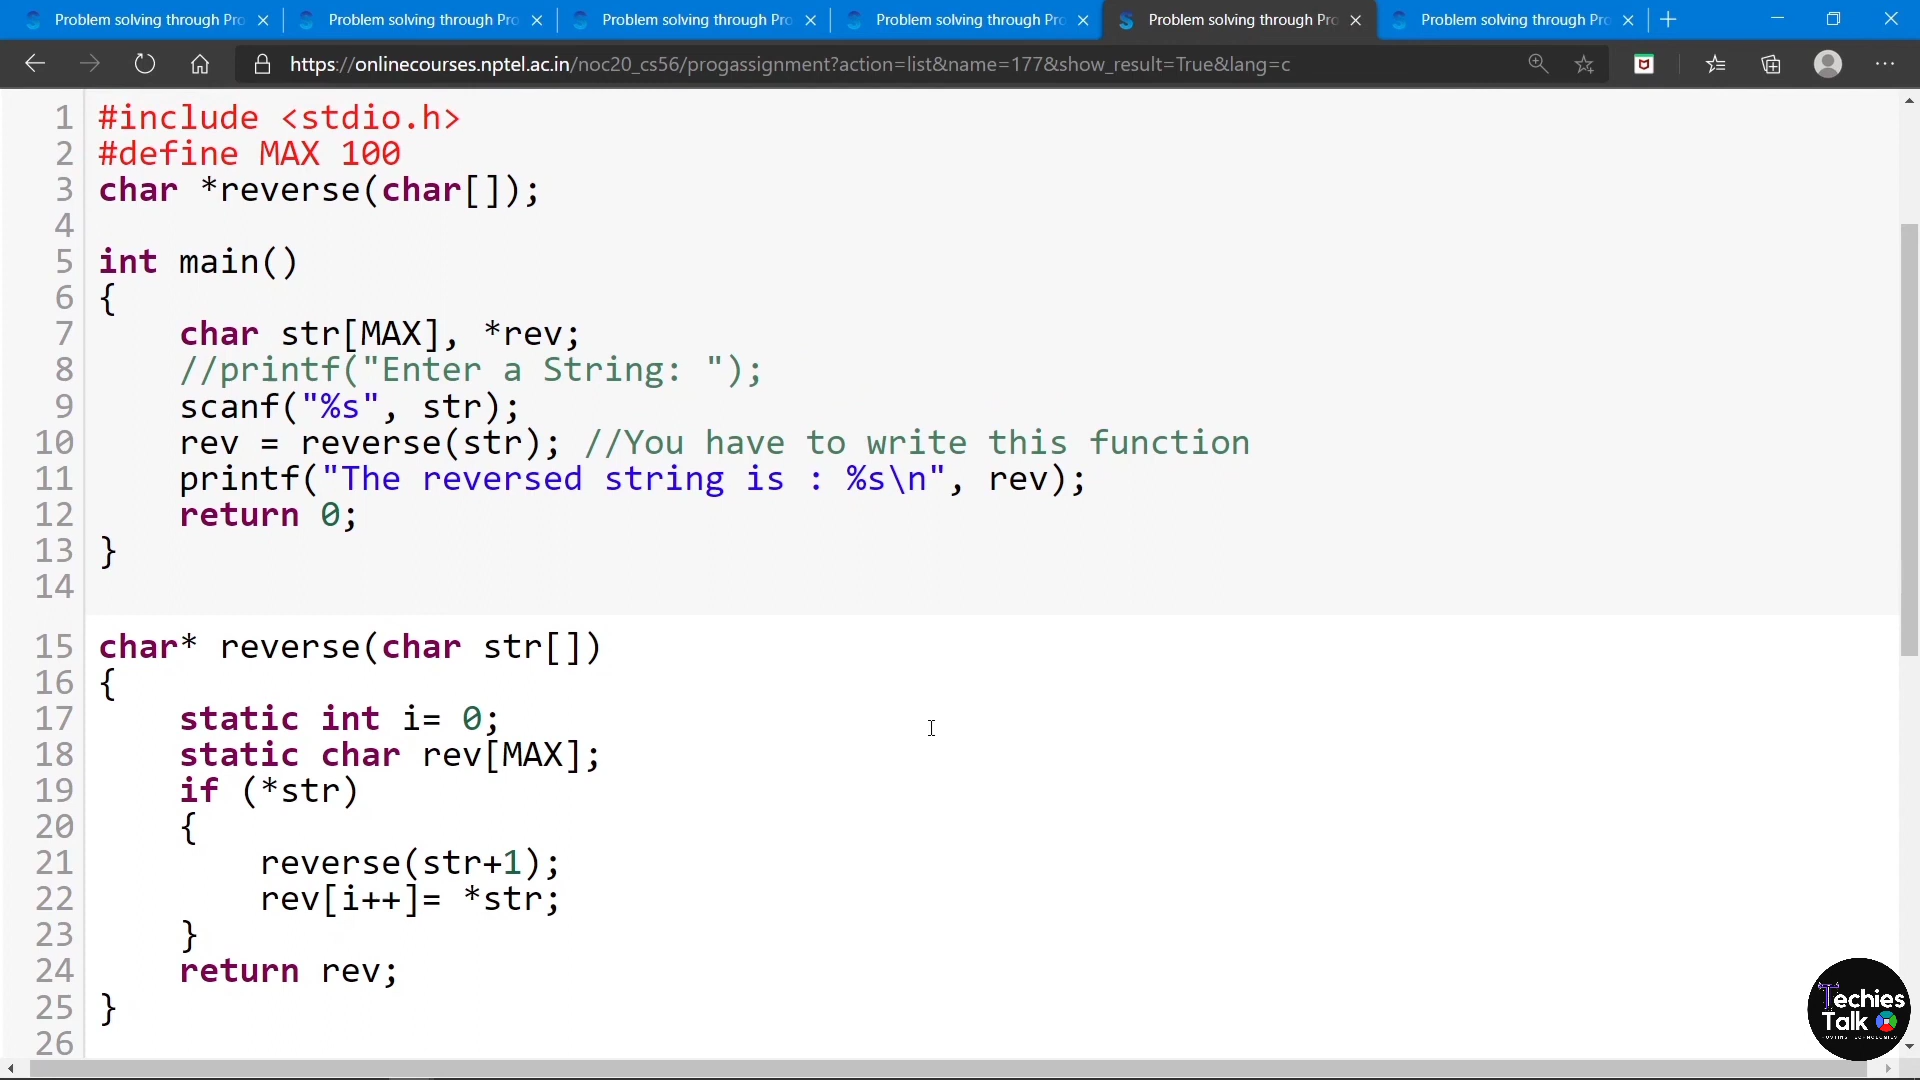 Problem solving through Pro
Problem solving through Pro
Problem solving through Pro
Problem solving through Pro
Problem solving through Pro
Problem solving through Pro
https://onlinecourses.nptel.ac.in/noc20_cs56/progassignment?action=list&name=177&show_result=True&lang=c
1 #include <stdio.h>
2 #define MAX 100
3 char *reverse(char[]);
4
5 int main()
6 {
7 char str[MAX], *rev;
8 //printf("Enter a String: ");
9 scanf("%s", str);
10 rev = reverse(str); //You have to write this function
11 printf("The reversed string is : %s\n", rev);
12 return 0;
13 }
14
15 char* reverse(char str[])
16 {
17 static int i= 0;
18 static char rev[MAX];
19 if (*str)
20 {
21 reverse(str+1);
22 rev[i++]= *str;
23 }
24 return rev;
25 }
26
Techies
Talk